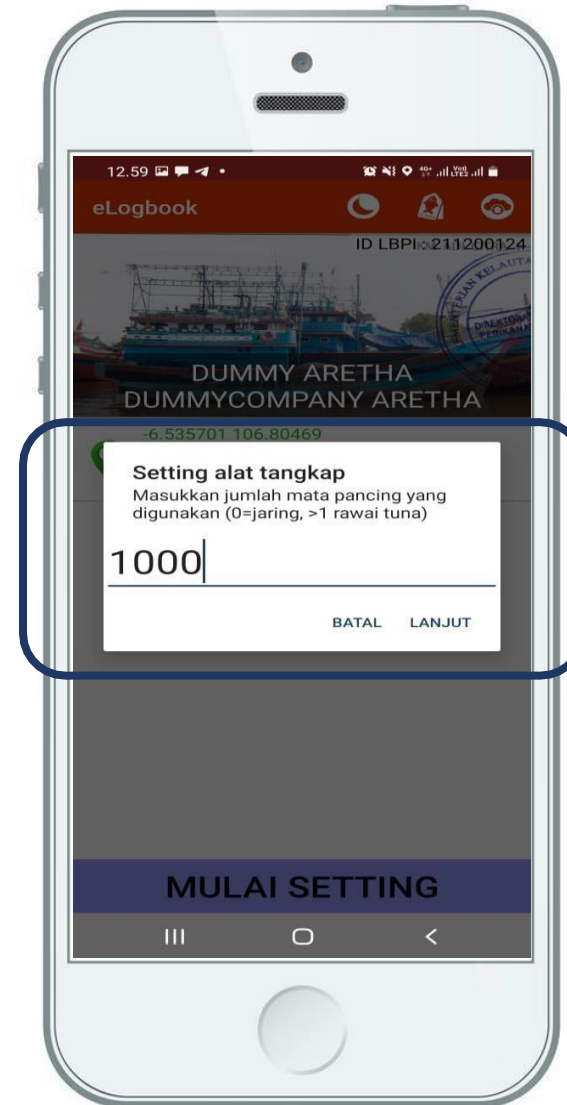 12.59
eLogbook
ID LBPI : 211200124
DUMMY ARETHA
DUMMYCOMPANY ARETHA
-6.535701 106.80469
Setting alat tangkap
Masukkan jumlah mata pancing yang
digunakan (0=jaring, >1 rawai tuna)
1000
BATAL LANJUT
MULAI SETTING